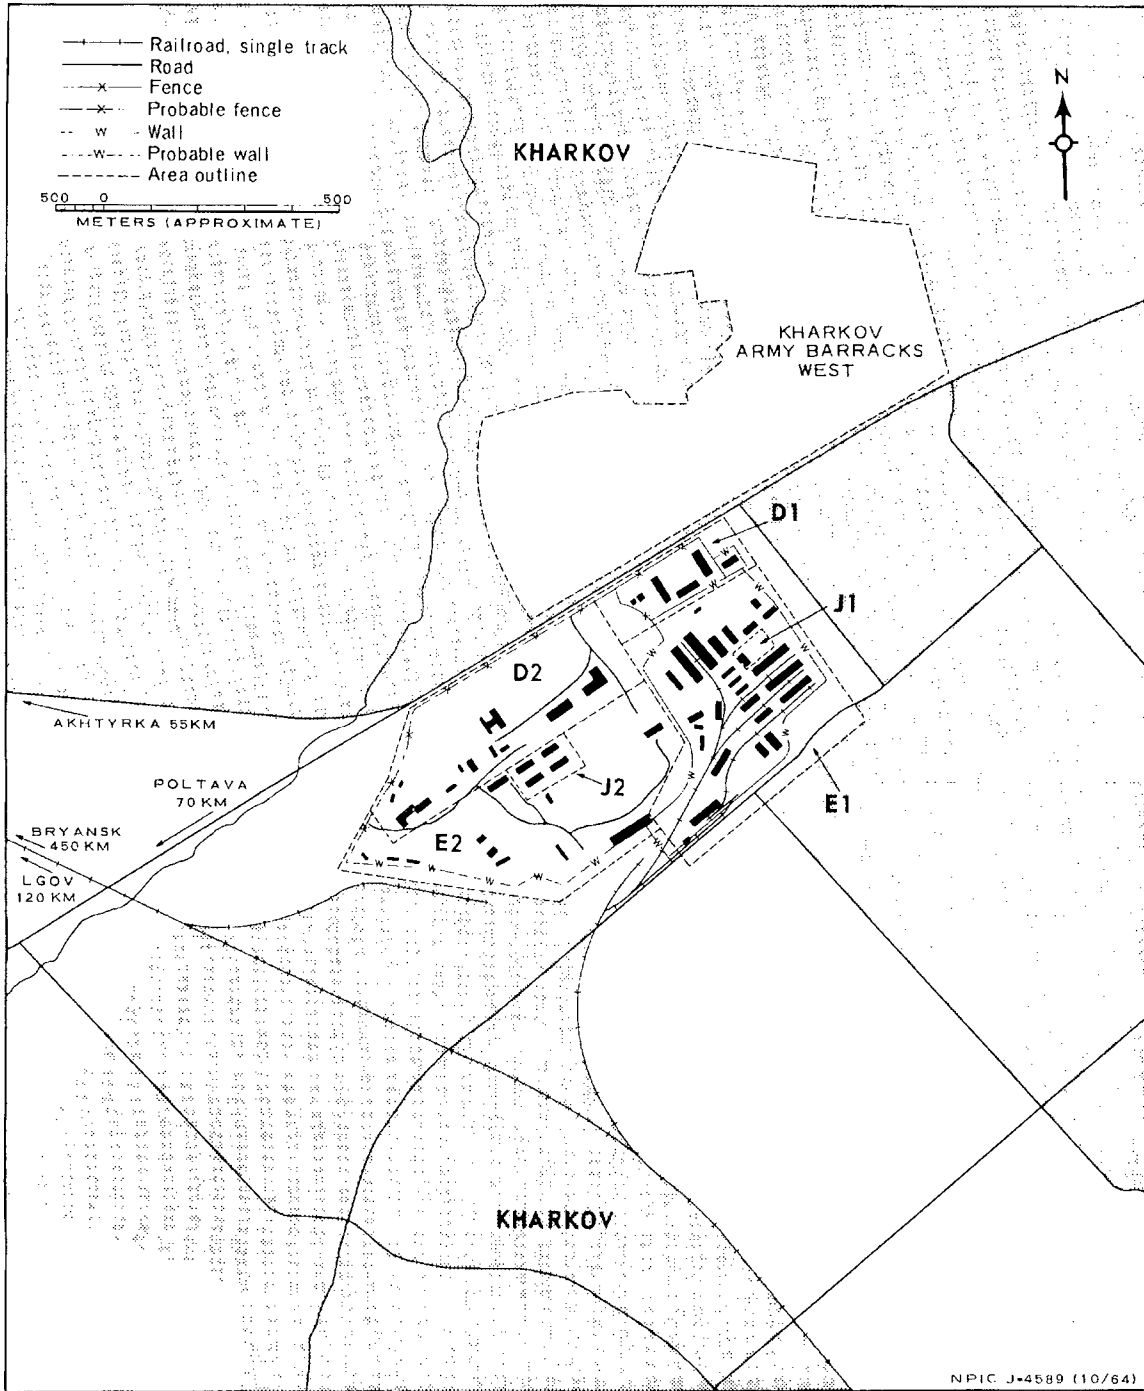 Railroad, single track
Road
Fence
Probable fence
W Wall
W Probable wall
Area outline
500 0 500
METERS (APPROXIMATE)
N
KHARKOV
KHARKOV
ARMY BARRACKS
WEST
D1
J1
D2
AKHTYRKA 55KM
POLTAVA
70 KM
J2
E1
BRYANSK
450 KM
E2
LGOV
120 KM
KHARKOV
NPIC J-4589 (10/64)